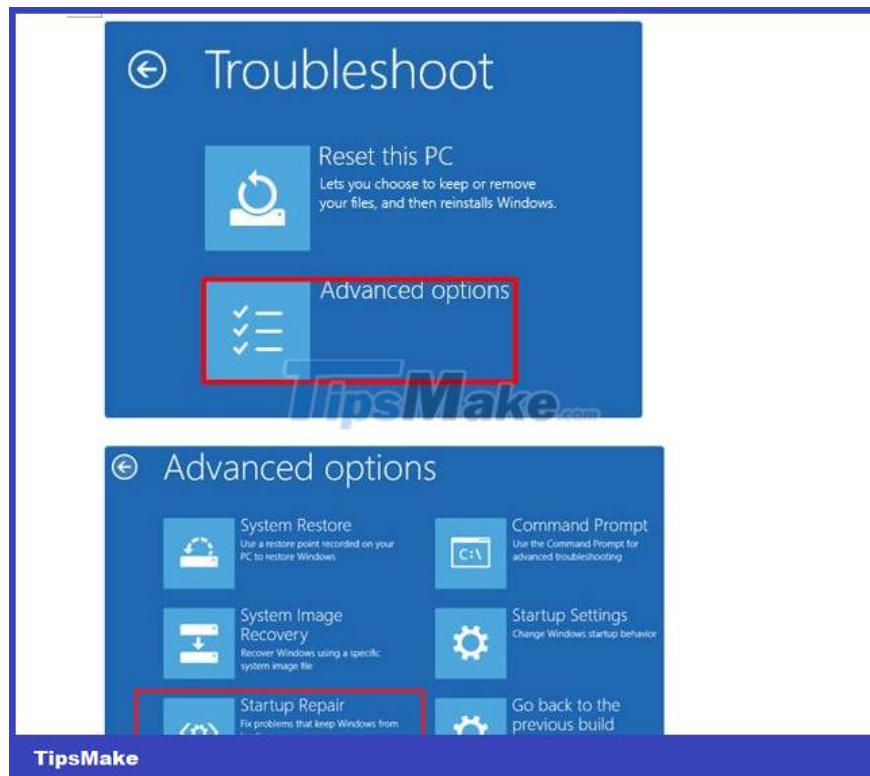 Troubleshoot
Reset this PC
Lets you choose to keep or remove
your files, and then reinstalls Windows.
Advanced options
TipsMake.com
Advanced options
System Restore
Use a restore point recorded on your
PC to restore Windows
Command Prompt
Use the Command Prompt for
advanced troubleshooting
C:\
System Image
Recovery
Recover Windows using a specific
system image file
Startup Settings
Change Windows startup behavior
Startup Repair
Fix problems that keep Windows from
Go back to the
previous build
TipsMake